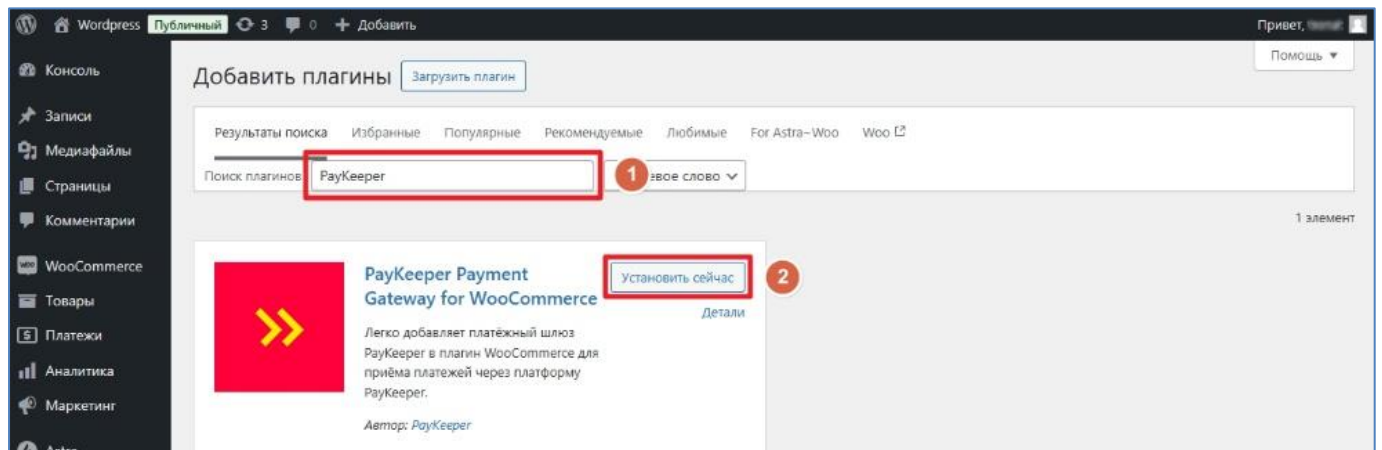 Wordpress Публичный 3 0 + Добавить Привет,
Помощь
Консоль
Добавить плагины Загрузить плагин
Записи
Результаты поиска Избранные Популярные Рекомендуемые Любимые For Astra-Woo Woo
Медиафайлы
Поиск плагинов PayKeeper 1 евое слово
Страницы
Комментарии
1 элемент
WooCommerce
PayKeeper Payment
Gateway for WooCommerce
Установить сейчас 2
Детали
Товары
Легко добавляет платёжный шлюз
PayKeeper в плагин WooCommerce для
приёма платежей через платформу
PayKeeper.
Платежи
Аналитика
Маркетинг
Автор: PayKeeper
Astra